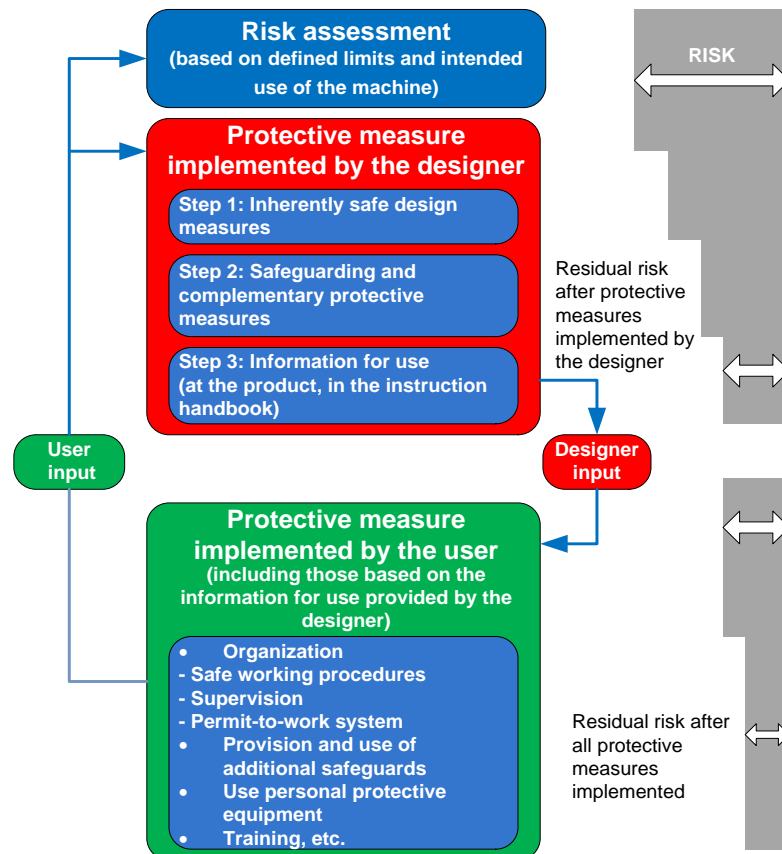 Risk assessment
(based on defined limits and intended
use of the machine)
RISK
Protective measure
implemented by the designer
Step 1: Inherently safe design
measures
Step 2: Safeguarding and
complementary protective
measures
Step 3: Information for use
(at the product, in the instruction
handbook)
Residual risk
after protective
measures
implemented by
the designer
User
input
Designer
input
Protective measure
implemented by the user
(including those based on the
information for use provided by the
designer)
• Organization
- Safe working procedures
- Supervision
- Permit-to-work system
• Provision and use of
additional safeguards
• Use personal protective
equipment
• Training, etc.
Residual risk after
all protective
measures
implemented